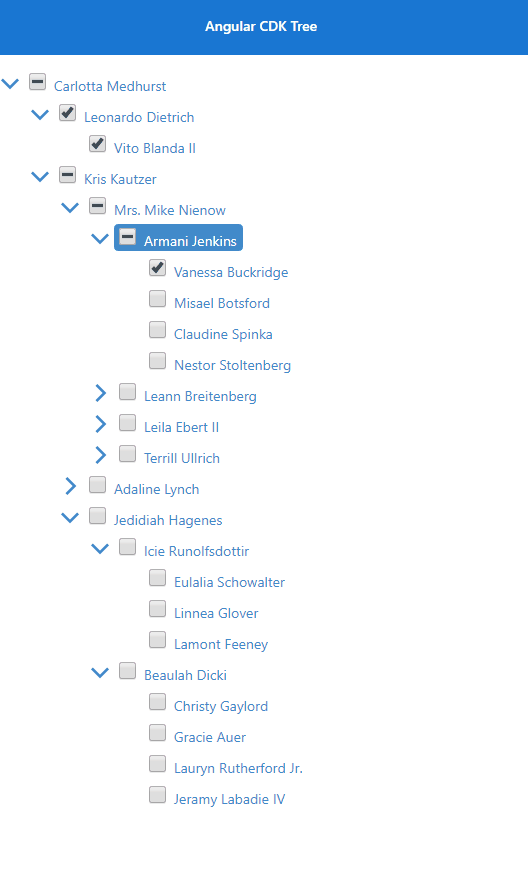 Angular CDK Tree
Carlotta Medhurst
Leonardo Dietrich
Vito Blanda II
Kris Kautzer
Mrs. Mike Nienow
Armani Jenkins
Vanessa Buckridge
Misael Botsford
Claudine Spinka
Nestor Stoltenberg
Leann Breitenberg
Leila Ebert II
Terrill Ullrich
Adaline Lynch
Jedidiah Hagenes
Icie Runolfsdottir
Eulalia Schowalter
Linnea Glover
Lamont Feeney
Beaulah Dicki
Christy Gaylord
Gracie Auer
Lauryn Rutherford Jr.
Jeramy Labadie IV